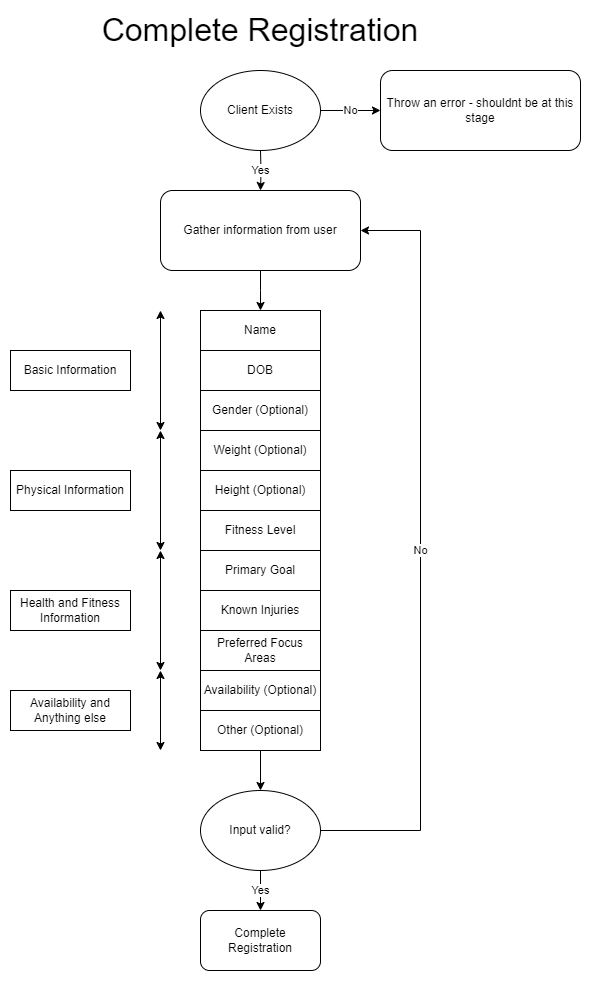 Complete Registration
Client Exists
No
Throw an error - shouldnt be at this
stage
Yes
Gather information from user
Name
Basic Information
DOB
Gender (Optional)
Weight (Optional)
Physical Information
Height (Optional)
Fitness Level
No
Primary Goal
Health and Fitness
Information
Known Injuries
Preferred Focus
Areas
Availability (Optional)
Availability and
Anything else
Other (Optional)
Input valid?
Yes
Complete
Registration